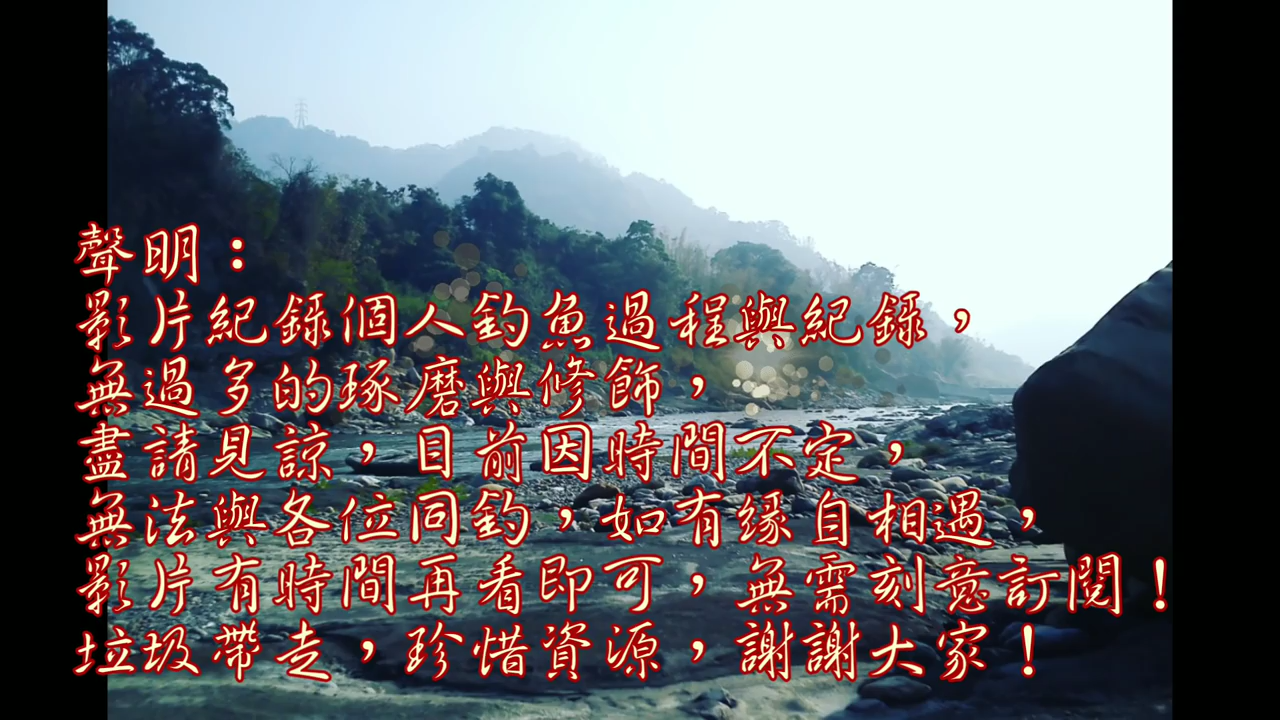 聲明：
影片紀錄個人釣魚過程與紀錄，
無過多的琢磨與修飾，
盡請見諒，目前因時間不定，
無法與各位同釣，如有緣自相遇，
影片有時間再看即可，無需刻意訂閱！
垃圾帶走，珍惜資源，謝謝大家！